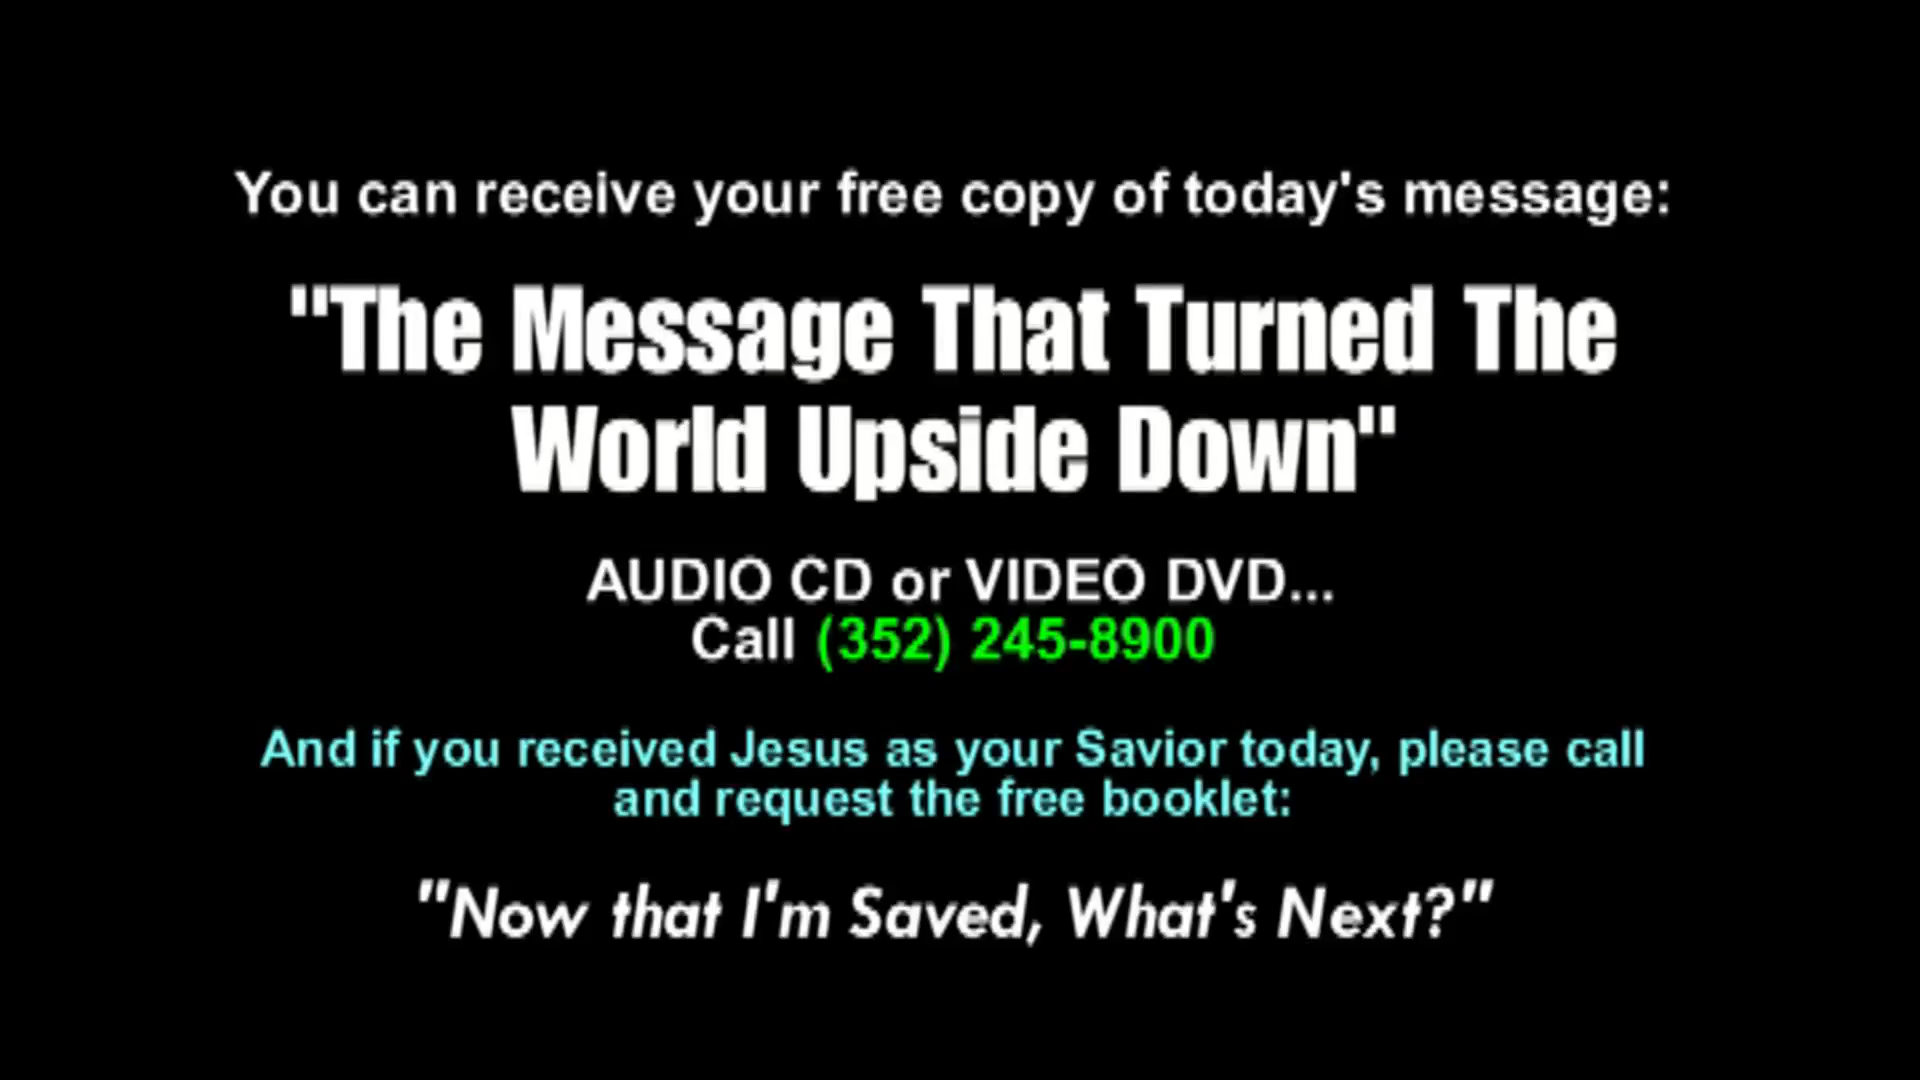 You can receive your free copy of today's message:
"The Message That Turned The
World Upside Down"
AUDIO CD or VIDEO DVD...
Call (352) 245-8900
And if you received Jesus as your Savior today, please call
and request the free booklet:
"Now that I'm Saved, What's Next?"